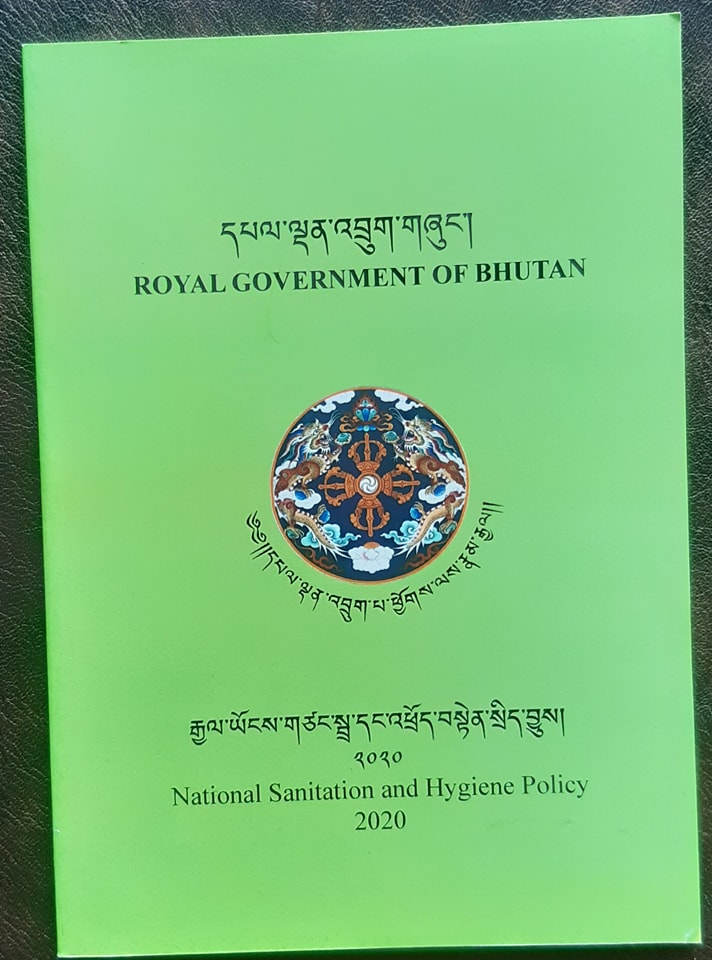 དཔལ་ལྡན་འབྲུག་གཞུང་།
ROYAL GOVERNMENT OF BHUTAN
༄༅།།དཔལ་ལྡན་འབྲུག་པ་ཕྱོགས་ལས་རྣམ་རྒྱལ།།
རྒྱལ་ཡོངས་གཙང་སྦྲ་དང་འཕྲོད་བསྟེན་སྲིད་བྱུས།
༢༠༢༠
National Sanitation and Hygiene Policy
2020